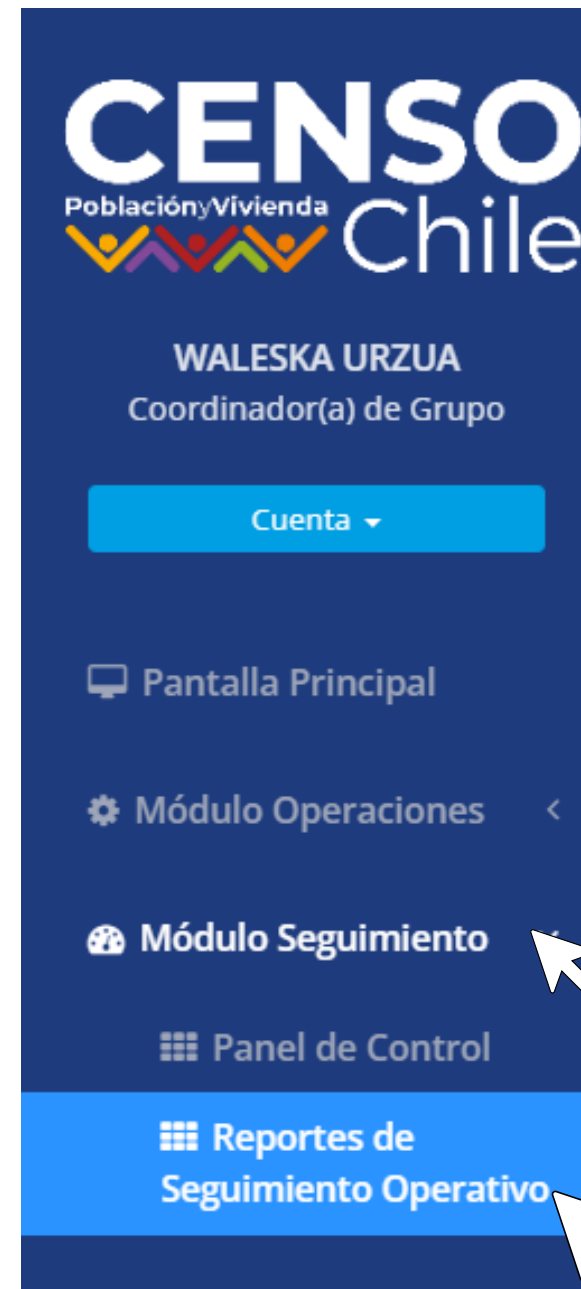 CENSO
PoblaciónyVivienda
Chile
WALESKA URZUA
Coordinador(a) de Grupo
Cuenta
Pantalla Principal
Módulo Operaciones
Módulo Seguimiento
Panel de Control
Reportes de
Seguimiento Operativo